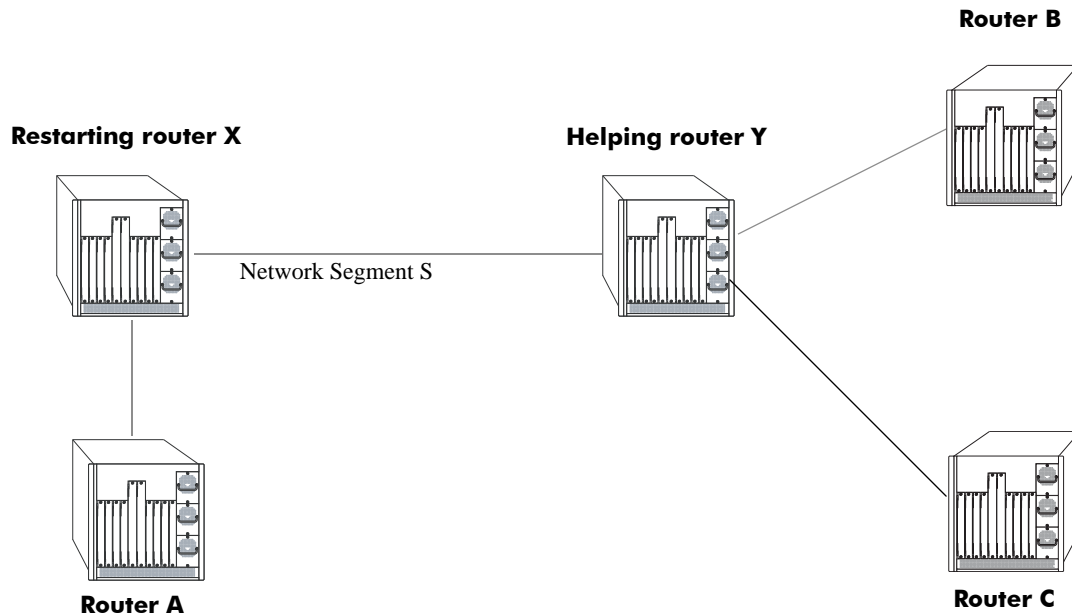 Router B
Restarting router X
Helping router Y
Network Segment S
Router A
Router C